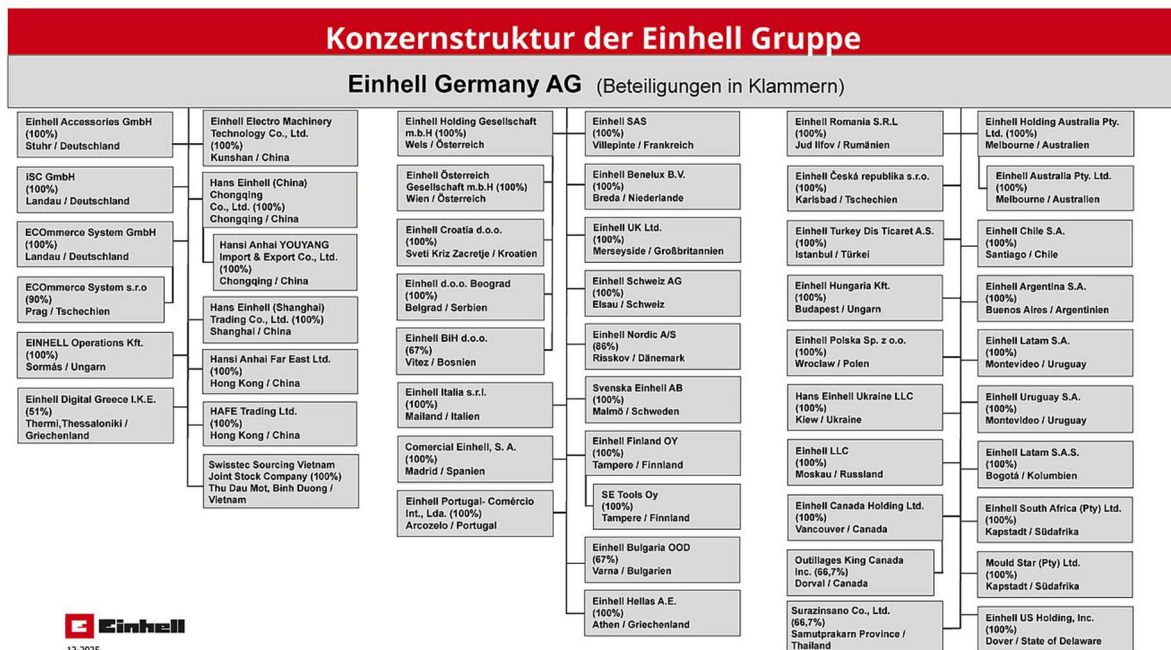 Konzernstruktur der Einhell Gruppe
Einhell Germany AG (Beteiligungen in Klammern)
Einhell Accessories GmbH
(100%)
Stuhr / Deutschland
iSC GmbH
(100%)
Landau / Deutschland
ECOmmerce System GmbH
(100%)
Landau / Deutschland
ECOmmerce System s.r.o
(90%)
Prag / Tschechien
EINHELL Operations Kft.
(100%)
Sormás / Ungarn
Einhell Digital Greece I.K.E.
(51%)
Thermi,Thessaloniki /
Griechenland
Einhell Electro Machinery
Technology Co., Ltd.
(100%)
Kunshan / China
Hans Einhell (China)
Chongqing
Co., Ltd. (100%)
Chongqing / China
Hansi Anhai YOUYANG
Import & Export Co., Ltd.
(100%)
Chongqing / China
Hans Einhell (Shanghai)
Trading Co., Ltd. (100%)
Shanghai / China
Hansi Anhai Far East Ltd.
(100%)
Hong Kong / China
HAFE Trading Ltd.
(100%)
Hong Kong / China
Swisstec Sourcing Vietnam
Joint Stock Company (100%)
Thu Dau Mot, Binh Duong /
Vietnam
Einhell Holding Gesellschaft
m.b.H (100%)
Wels / Österreich
Einhell Österreich
Gesellschaft m.b.H (100%)
Wien / Österreich
Einhell Croatia d.o.o.
(100%)
Sveti Kriz Zacretje / Kroatien
Einhell d.o.o. Beograd
(100%)
Belgrad / Serbien
Einhell BiH d.o.o.
(67%)
Vitez / Bosnien
Einhell Italia s.r.l.
(100%)
Mailand / Italien
Comercial Einhell, S. A.
(100%)
Madrid / Spanien
Einhell Portugal- Comércio
Int., Lda. (100%)
Arcozelo / Portugal
Einhell SAS
(100%)
Villepinte / Frankreich
Einhell Benelux B.V.
(100%)
Breda / Niederlande
Einhell UK Ltd.
(100%)
Merseyside / Großbritannien
Einhell Schweiz AG
(100%)
Elsau / Schweiz
Einhell Nordic A/S
(86%)
Risskov / Dänemark
Svenska Einhell AB
(100%)
Malmö / Schweden
Einhell Finland OY
(100%)
Tampere / Finnland
SE Tools Oy
(100%)
Tampere / Finnland
Einhell Bulgaria OOD
(67%)
Varna / Bulgarien
Einhell Hellas A.E.
(100%)
Athen / Griechenland
Einhell Romania S.R.L
(100%)
Jud Ilfov / Rumänien
Einhell Česká republika s.r.o.
(100%)
Karlsbad / Tschechien
Einhell Turkey Dis Ticaret A.S.
(100%)
Istanbul / Türkei
Einhell Hungaria Kft.
(100%)
Budapest / Ungarn
Einhell Polska Sp. z o.o.
(100%)
Wroclaw / Polen
Hans Einhell Ukraine LLC
(100%)
Kiew / Ukraine
Einhell LLC
(100%)
Moskau / Russland
Einhell Canada Holding Ltd.
(100%)
Vancouver / Canada
Outillages King Canada
Inc. (66,7%)
Dorval / Canada
Surazinsano Co., Ltd.
(66,7%)
Samutprakarn Province /
Thailand
Einhell Holding Australia Pty.
Ltd. (100%)
Melbourne / Australien
Einhell Australia Pty. Ltd.
(100%)
Melbourne / Australien
Einhell Chile S.A.
(100%)
Santiago / Chile
Einhell Argentina S.A.
(100%)
Buenos Aires / Argentinien
Einhell Latam S.A.
(100%)
Montevideo / Uruguay
Einhell Uruguay S.A.
(100%)
Montevideo / Uruguay
Einhell Latam S.A.S.
(100%)
Bogotá / Kolumbien
Einhell South Africa (Pty) Ltd.
(100%)
Kapstadt / Südafrika
Mould Star (Pty) Ltd.
(100%)
Kapstadt / Südafrika
Einhell US Holding, Inc.
(100%)
Dover / State of Delaware
Einhell
12-2025